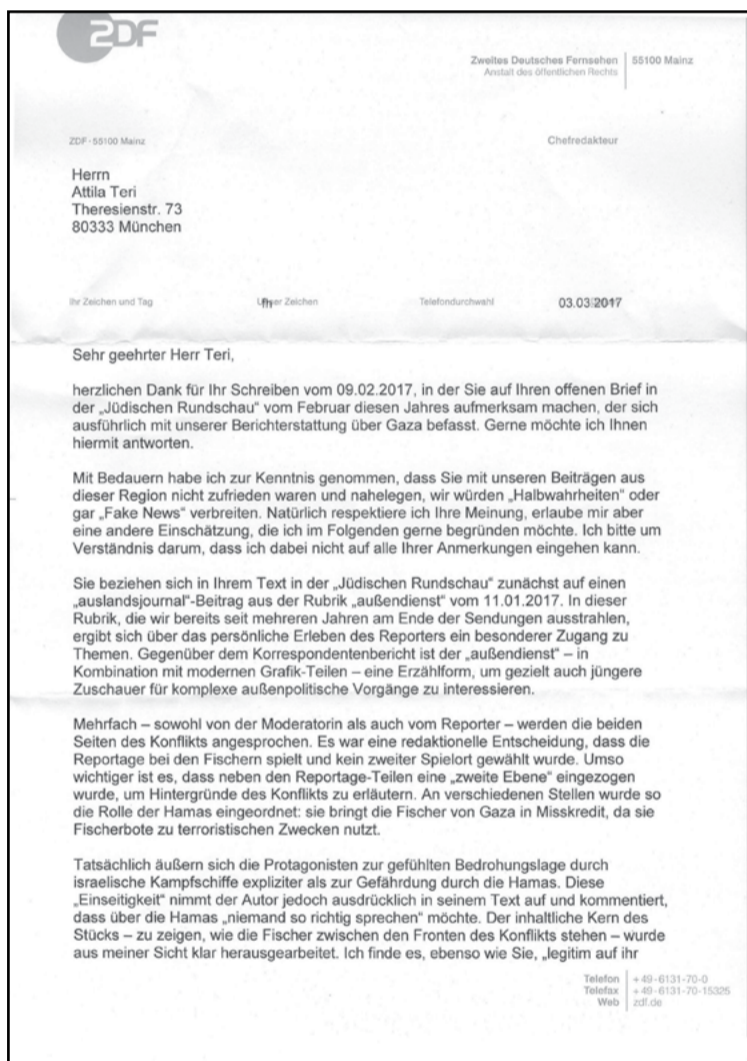 ZDF
Zweites Deutsches Fernsehen
Anstalt des öffentlichen Rechts
55100 Mainz
ZDF · 55100 Mainz
Chefredakteur
Herrn
Attila Teri
Theresienstr. 73
80333 München
Ihr Zeichen und Tag
Zeichen
Telefondurchwahl
03.03.2017
Sehr geehrter Herr Teri,
herzlichen Dank für Ihr Schreiben vom 09.02.2017, in der Sie auf Ihren offenen Brief in
der „Jüdischen Rundschau“ vom Februar diesen Jahres aufmerksam machen, der sich
ausführlich mit unserer Berichterstattung über Gaza befasst. Gerne möchte ich Ihnen
hiermit antworten.
Mit Bedauern habe ich zur Kenntnis genommen, dass Sie mit unseren Beiträgen aus
dieser Region nicht zufrieden waren und nahelegen, wir würden „Halbwahrheiten“ oder
gar „Fake News“ verbreiten. Natürlich respektiere ich Ihre Meinung, erlaube mir aber
eine andere Einschätzung, die ich im Folgenden gerne begründen möchte. Ich bitte um
Verständnis darum, dass ich dabei nicht auf alle Ihrer Anmerkungen eingehen kann.
Sie beziehen sich in Ihrem Text in der „Jüdischen Rundschau“ zunächst auf einen
„auslandsjournal“-Beitrag aus der Rubrik „außendienst“ vom 11.01.2017. In dieser
Rubrik, die wir bereits seit mehreren Jahren am Ende der Sendungen ausstrahlen,
ergibt sich über das persönliche Erleben des Reporters ein besonderer Zugang zu
Themen. Gegenüber dem Korrespondentenbericht ist der „außendienst“ – in
Kombination mit modernen Grafik-Teilen – eine Erzählform, um gezielt auch jüngere
Zuschauer für komplexe außenpolitische Vorgänge zu interessieren.
Mehrfach – sowohl von der Moderatorin als auch vom Reporter – werden die beiden
Seiten des Konflikts angesprochen. Es war eine redaktionelle Entscheidung, dass die
Reportage bei den Fischern spielt und kein zweiter Spielort gewählt wurde. Umso
wichtiger ist es, dass neben den Reportage-Teilen eine „zweite Ebene“ eingezogen
wurde, um Hintergründe des Konflikts zu erläutern. An verschiedenen Stellen wurde so
die Rolle der Hamas eingeordnet: sie bringt die Fischer von Gaza in Misskredit, da sie
Fischerbote zu terroristischen Zwecken nutzt.
Tatsächlich äußern sich die Protagonisten zur gefühlten Bedrohungslage durch
israelische Kampfschiffe expliziter als zur Gefährdung durch die Hamas. Diese
„Einseitigkeit“ nimmt der Autor jedoch ausdrücklich in seinem Text auf und kommentiert,
dass über die Hamas „niemand so richtig sprechen“ möchte. Der inhaltliche Kern des
Stücks – zu zeigen, wie die Fischer zwischen den Fronten des Konflikts stehen – wurde
aus meiner Sicht klar herausgearbeitet. Ich finde es, ebenso wie Sie, „legitim auf ihr
Telefon +49-6131-70-0
Telefax +49-6131-70-15325
Web zdf.de